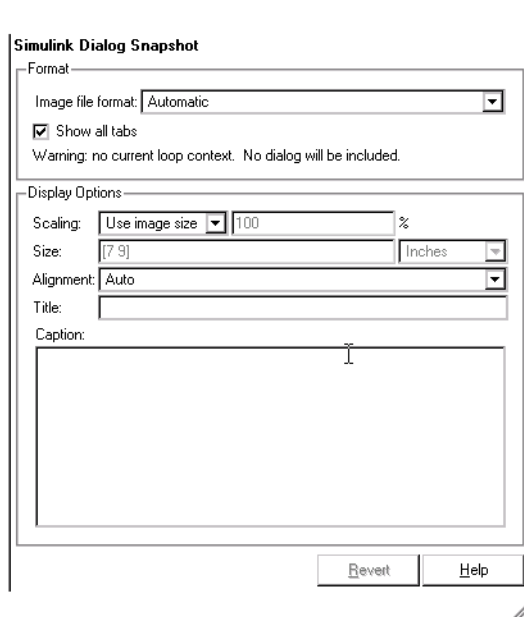 Simulink Dialog Snapshot
Format
Image file format: Automatic
Show all tabs
Warning: no current loop context. No dialog will be included.
Display Options
Scaling: Use image size 100 %
Size: [7 9] Inches
Alignment: Auto
Title:
Caption:
Revert Help